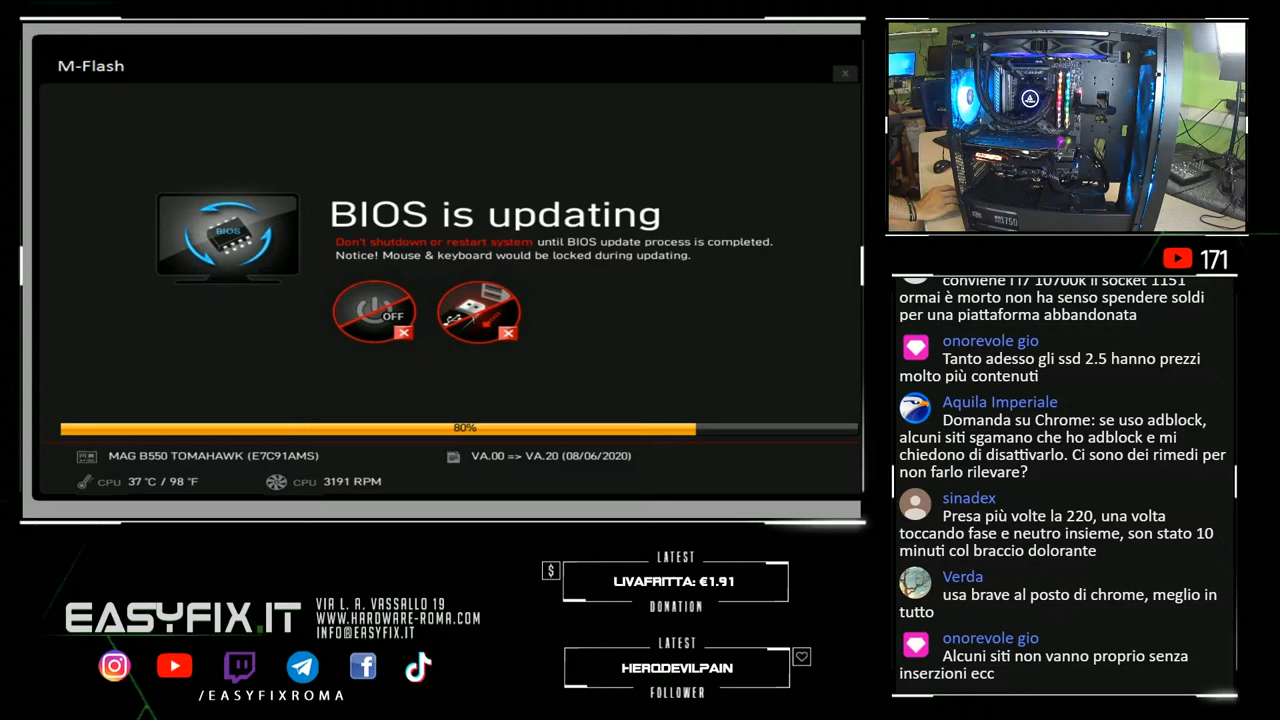 M-Flash
x
BIOS
BIOS is updating
Don't shutdown or restart system until BIOS update process is completed.
Notice! Mouse & keyboard would be locked during updating.
OFF
80%
MAG B550 TOMAHAWK (E7C91AMS)
VA.00 => VA.20 (08/06/2020)
CPU 37 °C / 98 °F
CPU 3191 RPM
171
conviene l i7 10700k il socket 1151
ormai è morto non ha senso spendere soldi
per una piattaforma abbandonata
onorevole gio
Tanto adesso gli ssd 2.5 hanno prezzi
molto più contenuti
Aquila Imperiale
Domanda su Chrome: se uso adblock,
alcuni siti sgamano che ho adblock e mi
chiedono di disattivarlo. Ci sono dei rimedi per
non farlo rilevare?
sinadex
Presa più volte la 220, una volta
toccando fase e neutro insieme, son stato 10
minuti col braccio dolorante
Verda
usa brave al posto di chrome, meglio in
tutto
onorevole gio
Alcuni siti non vanno proprio senza
inserzioni ecc
EASYFIX.IT
VIA L. A. VASSALLO 19
WWW.HARDWARE-ROMA.COM
INFO@EASYFIX.IT
/EASYFIXROMA
$
LATEST
LIVAFRITTA: €1.91
DONATION
LATEST
HERODEVILPAIN
FOLLOWER